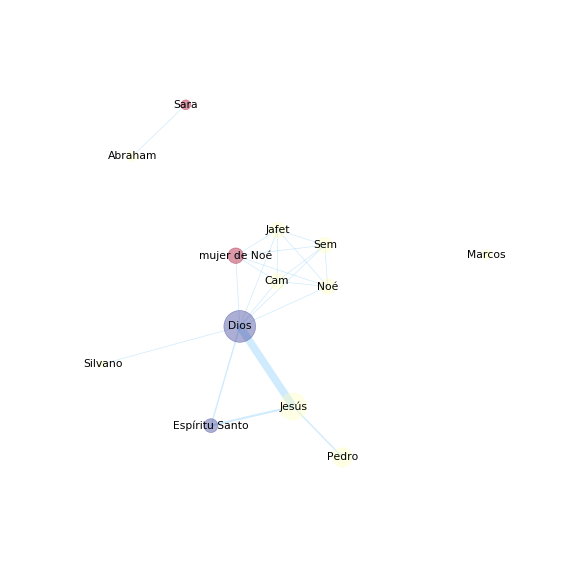 Sara
Abraham
Jafet
Sem
mujer de Noé
Marcos
Cam
Noé
Dios
Silvano
Jesús
Espíritu Santo
Pedro